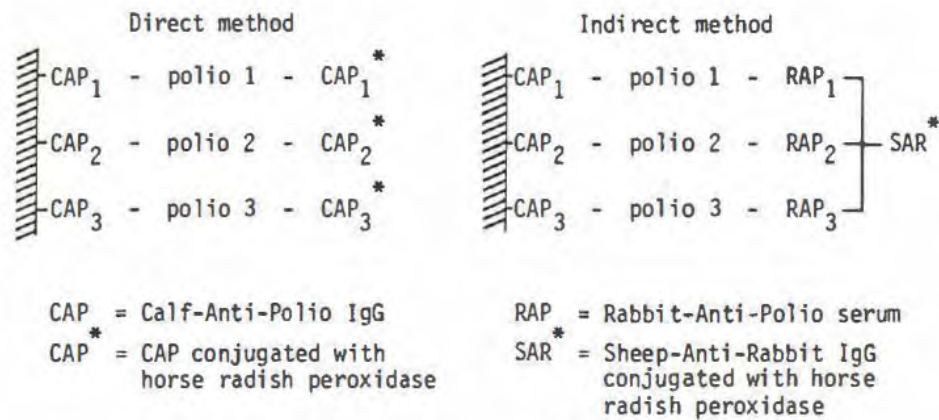 Direct method
CAP1 - polio 1 - CAP1*
CAP2 - polio 2 - CAP2*
CAP3 - polio 3 - CAP3*
CAP = Calf-Anti-Polio IgG
CAP* = CAP conjugated with
horse radish peroxidase
Indirect method
CAP1 - polio 1 - RAP1
CAP2 - polio 2 - RAP2 - SAR*
CAP3 - polio 3 - RAP3
RAP = Rabbit-Anti-Polio serum
SAR* = Sheep-Anti-Rabbit IgG
conjugated with horse
radish peroxidase